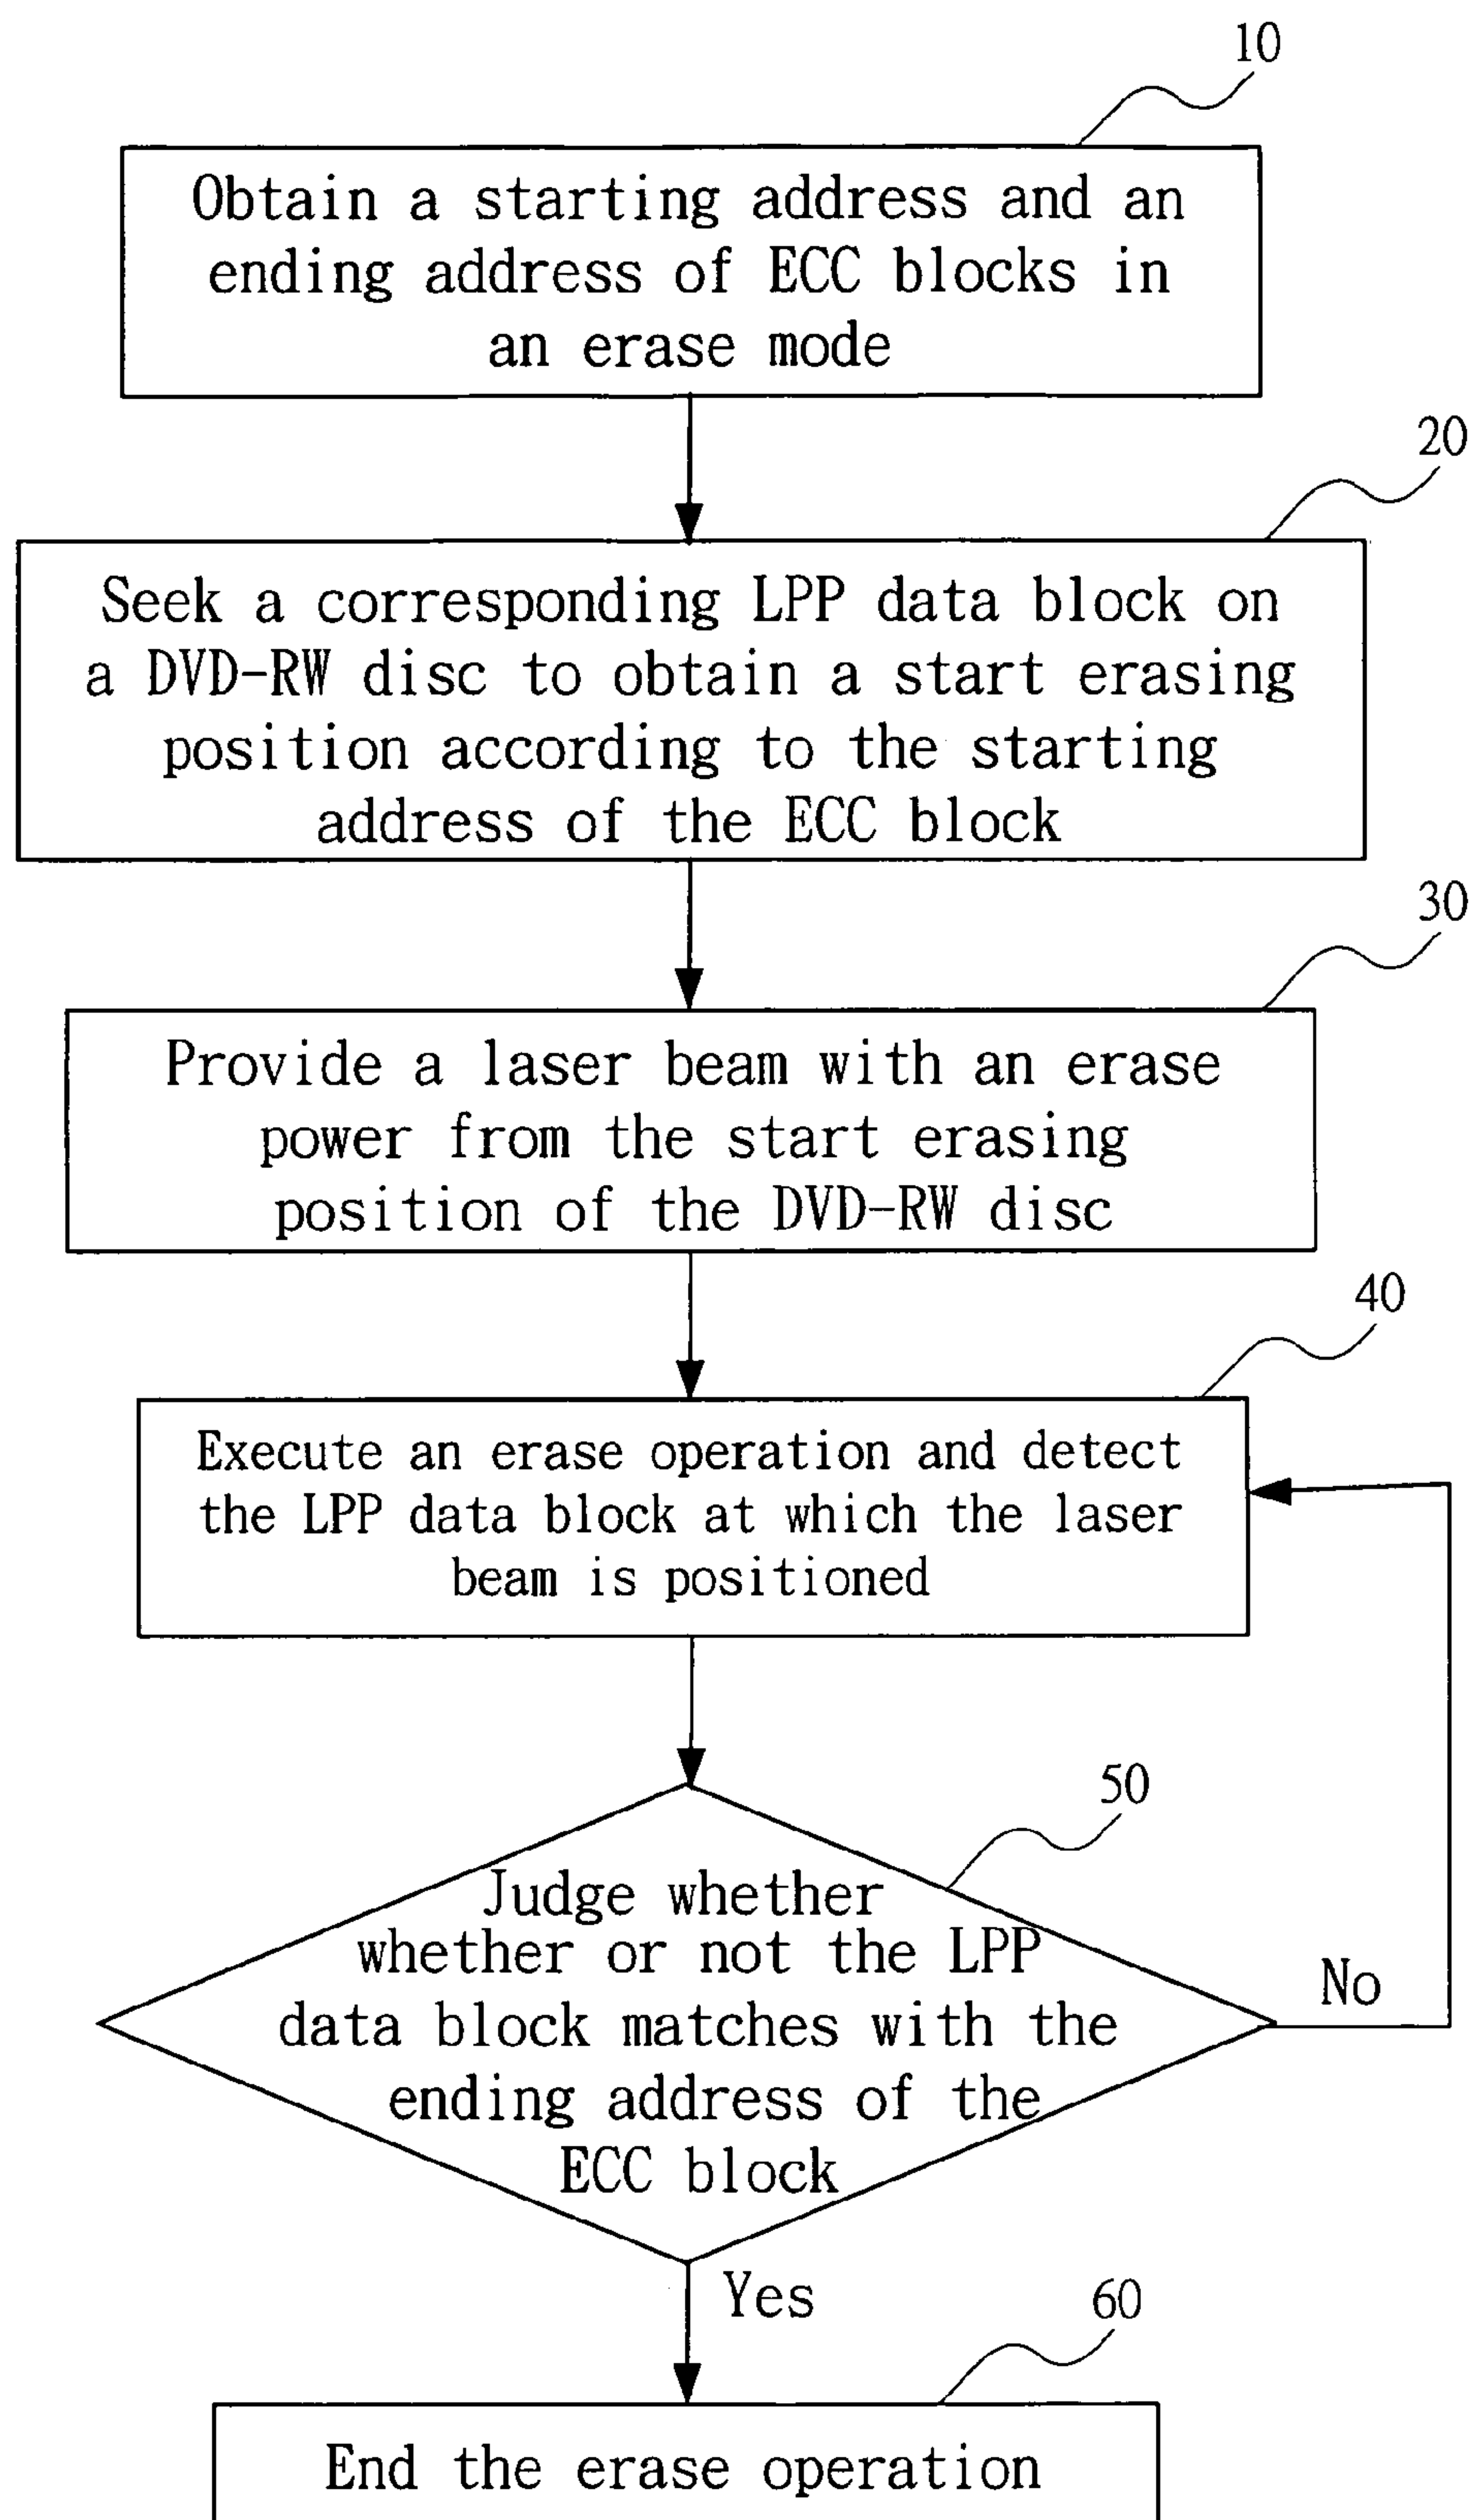 10
Obtain a starting address and an
ending address of ECC blocks in
an erase mode
20
Seek a corresponding LPP data block on
a DVD-RW disc to obtain a start erasing
position according to the starting
address of the ECC block
30
Provide a laser beam with an erase
power from the start erasing
position of the DVD-RW disc
40
Execute an erase operation and detect
the LPP data block at which the laser
beam is positioned
50
Judge whether
whether or not the LPP
data block matches with the
ending address of the
ECC block
No
Yes
60
End the erase operation